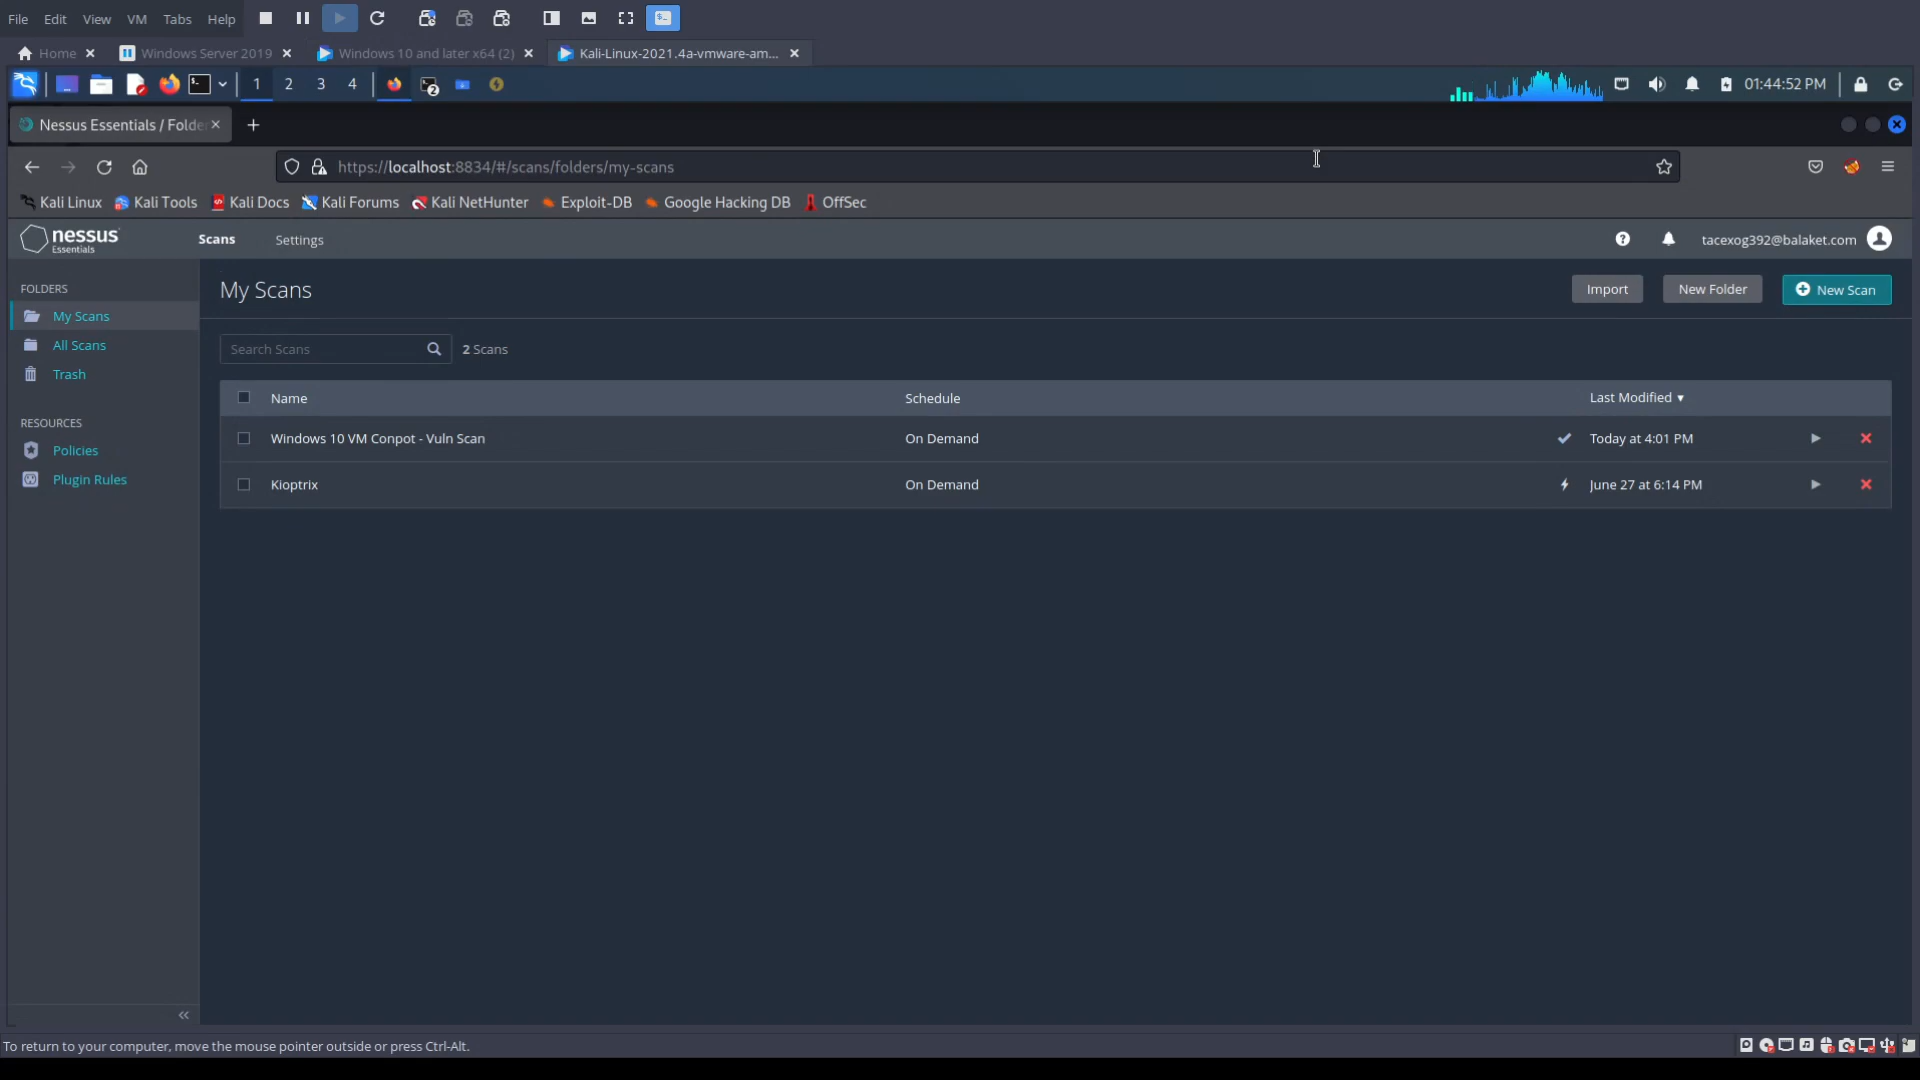 File Edit View VM Tabs Help
Home Windows Server 2019 Windows 10 and later x64 (2) Kali-Linux-2021.4a-vmware-am...
1 2 3 4 2 01:44:52 PM
Nessus Essentials / Folde
https://localhost:8834/#/scans/folders/my-scans
Kali Linux Kali Tools Kali Docs Kali Forums Kali NetHunter Exploit-DB Google Hacking DB OffSec
nessus Essentials Scans Settings tacexog392@balaket.com
FOLDERS
My Scans
All Scans
Trash
RESOURCES
Policies
Plugin Rules
My Scans Import New Folder New Scan
Search Scans 2 Scans
Name Schedule Last Modified
Windows 10 VM Conpot - Vuln Scan On Demand Today at 4:01 PM
Kioptrix On Demand June 27 at 6:14 PM
To return to your computer, move the mouse pointer outside or press Ctrl-Alt.